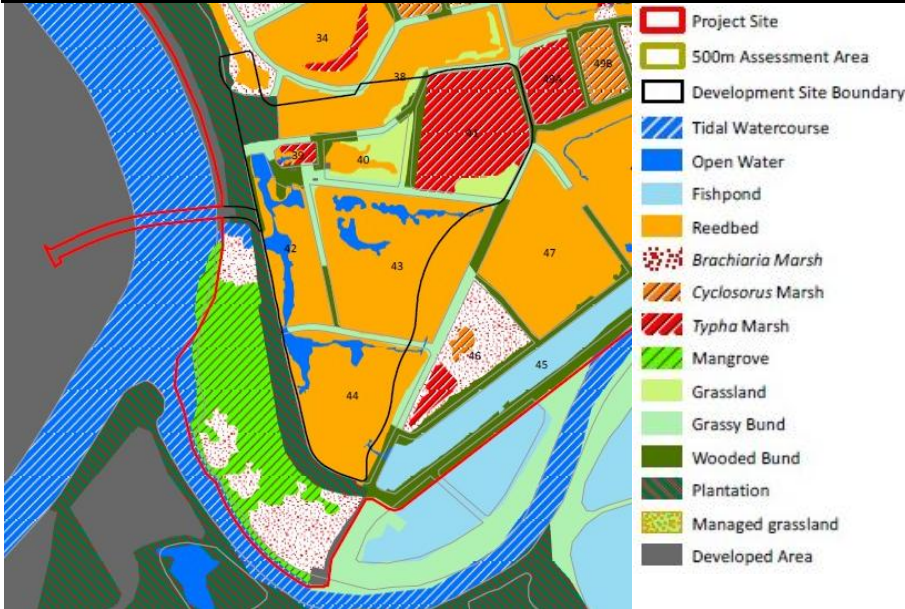 34
38
49A
49B
41
39
40
42
43
47
46
45
44
Project Site
500m Assessment Area
Development Site Boundary
Tidal Watercourse
Open Water
Fishpond
Reedbed
Brachiaria Marsh
Cyclosorus Marsh
Typha Marsh
Mangrove
Grassland
Grassy Bund
Wooded Bund
Plantation
Managed grassland
Developed Area